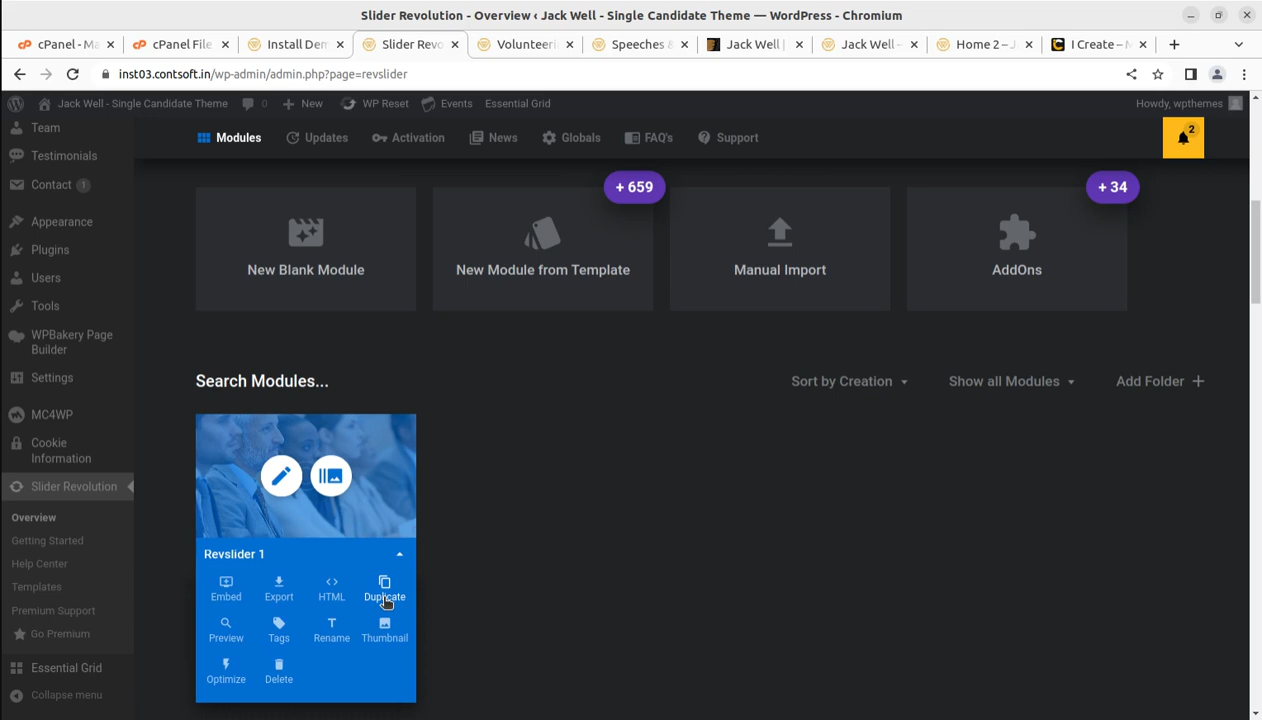 Slider Revolution - Overview ‹ Jack Well - Single Candidate Theme — WordPress - Chromium
cPanel - Ma
cPanel File
Install Dem
Slider Revo
Volunteeri
Speeches &
Jack Well |
Jack Well –
Home 2 – J
I Create – M
inst03.contsoft.in/wp-admin/admin.php?page=revslider
Jack Well - Single Candidate Theme
0
New
WP Reset
Events
Essential Grid
Howdy, wpthemes
Team
Testimonials
Contact 1
Appearance
Plugins
Users
Tools
WPBakery Page
Builder
Settings
MC4WP
Cookie
Information
Slider Revolution
Overview
Getting Started
Help Center
Templates
Premium Support
Go Premium
Essential Grid
Collapse menu
Modules
Updates
Activation
News
Globals
FAQ's
Support
2
+ 659
+ 34
New Blank Module
New Module from Template
Manual Import
AddOns
Search Modules...
Sort by Creation
Show all Modules
Add Folder
Revslider 1
Embed
Export
HTML
Duplicate
Preview
Tags
Rename
Thumbnail
Optimize
Delete